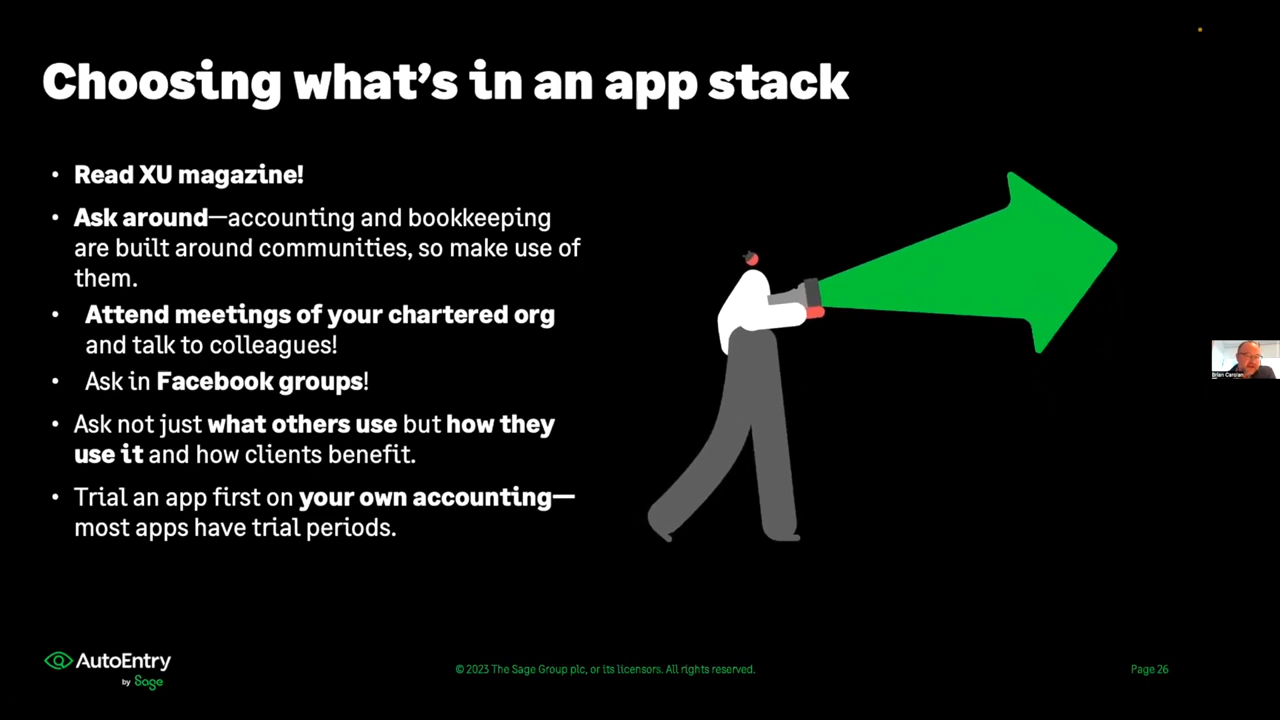 Choosing what's in an app stack
• Read XU magazine!
• Ask around—accounting and bookkeeping
are built around communities, so make use of
them.
• Attend meetings of your chartered org
and talk to colleagues!
• Ask in Facebook groups!
• Ask not just what others use but how they
use it and how clients benefit.
• Trial an app first on your own accounting—
most apps have trial periods.
Brian Carolan
AutoEntry
by Sage
© 2023 The Sage Group plc, or its licensors. All rights reserved.
Page 26